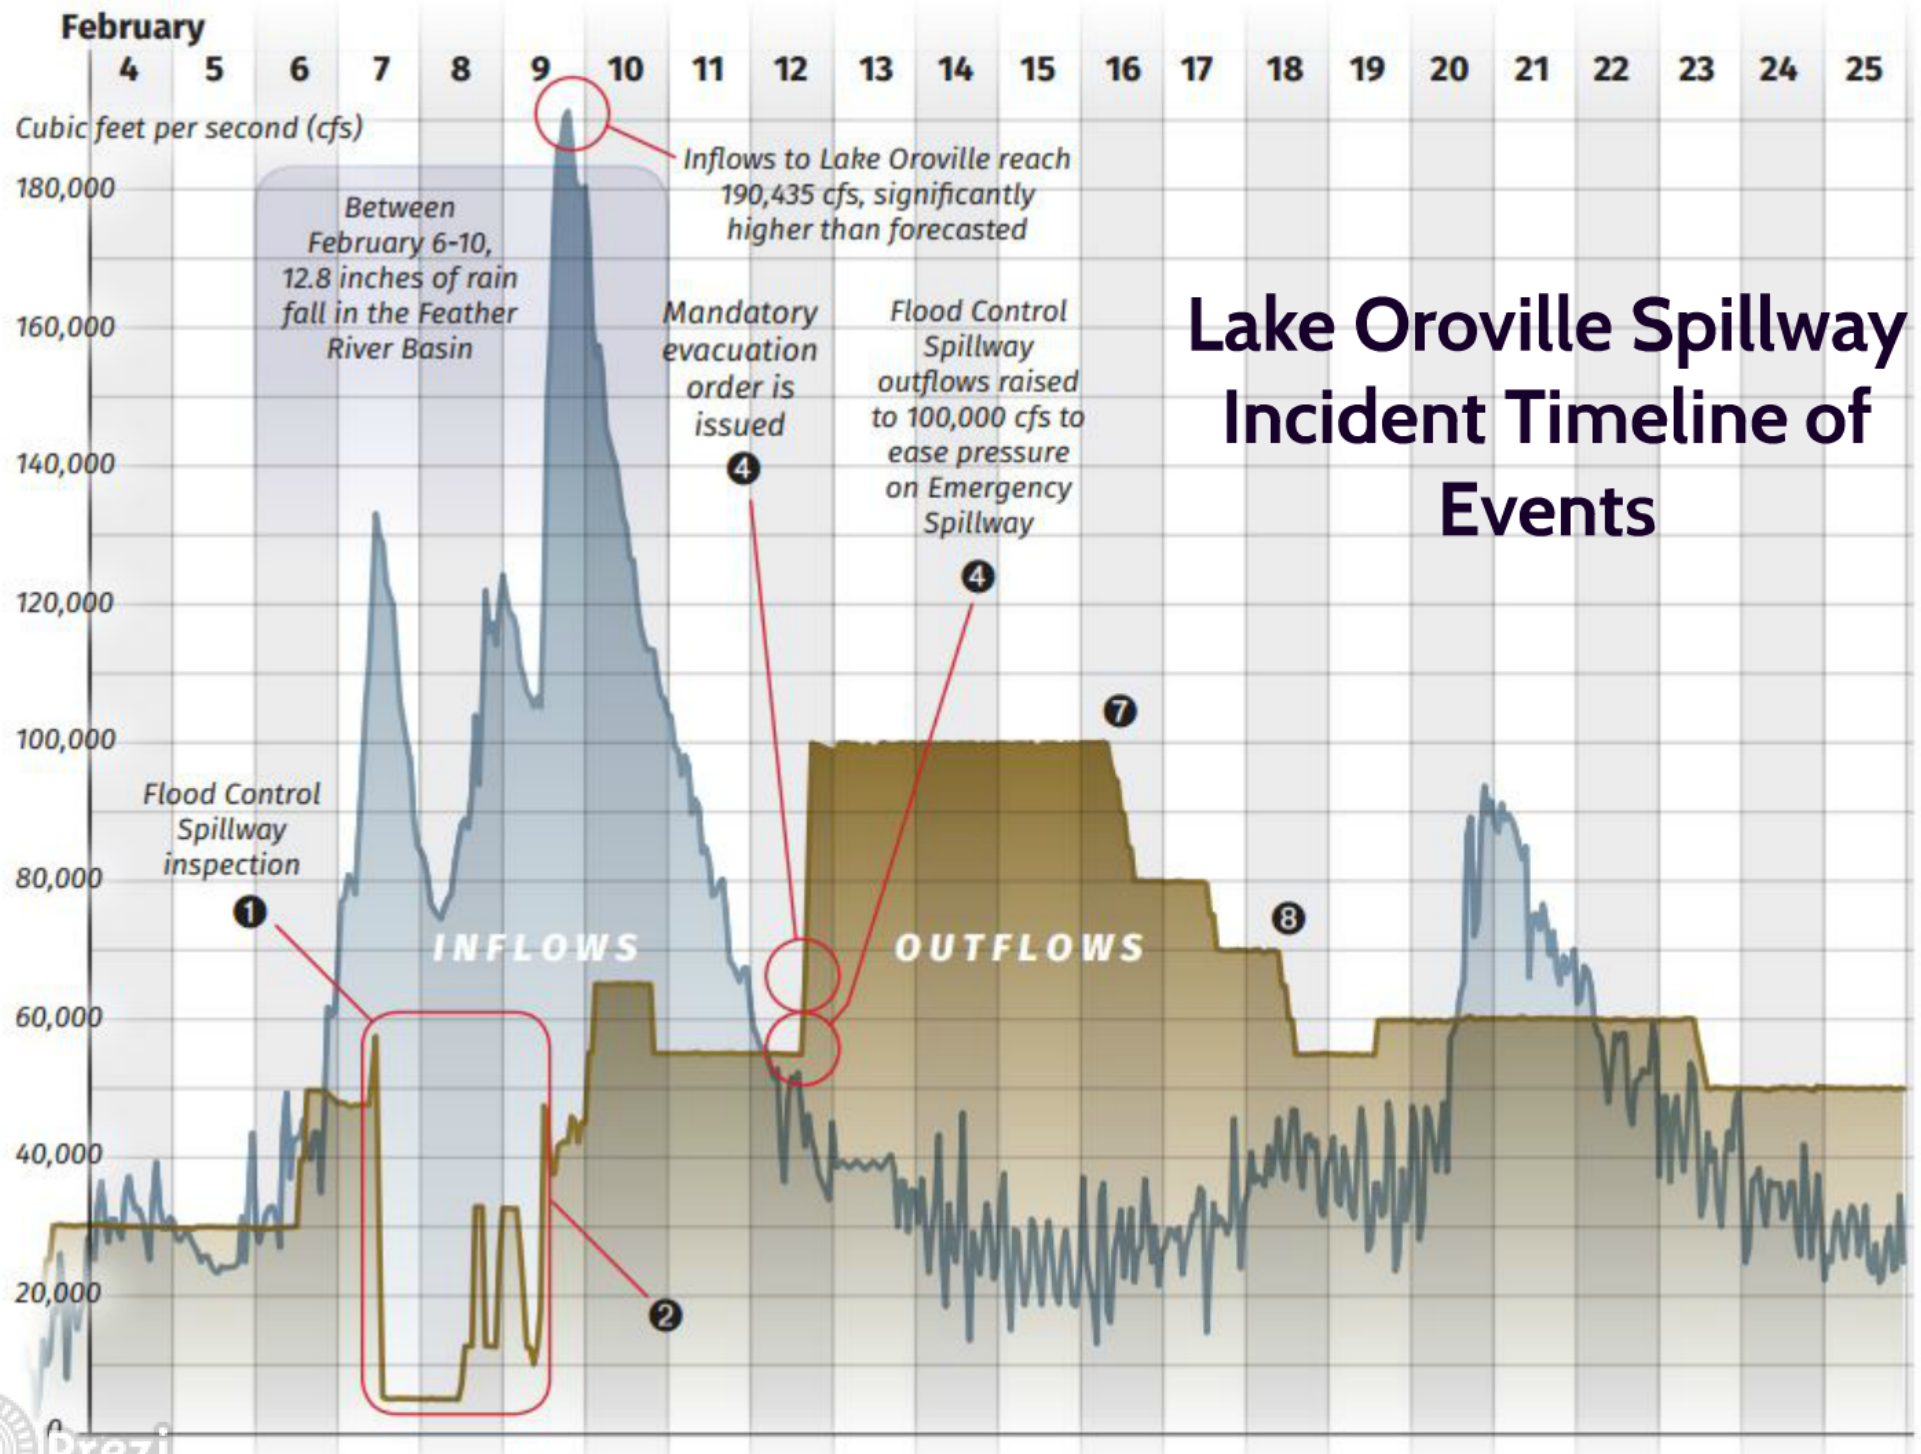 February
4 5 6 7 8 9 10 11 12 13 14 15 16 17 18 19 20 21 22 23 24 25
Cubic feet per second (cfs)
180,000
160,000
140,000
120,000
100,000
80,000
60,000
40,000
20,000
0
Between
February 6-10,
12.8 inches of rain
fall in the Feather
River Basin
Inflows to Lake Oroville reach
190,435 cfs, significantly
higher than forecasted
Mandatory
evacuation
order is
issued
4
Flood Control
Spillway
outflows raised
to 100,000 cfs to
ease pressure
on Emergency
Spillway
4
Lake Oroville Spillway
Incident Timeline of
Events
7
Flood Control
Spillway
inspection
1
8
INFLOWS
OUTFLOWS
2
Prezi